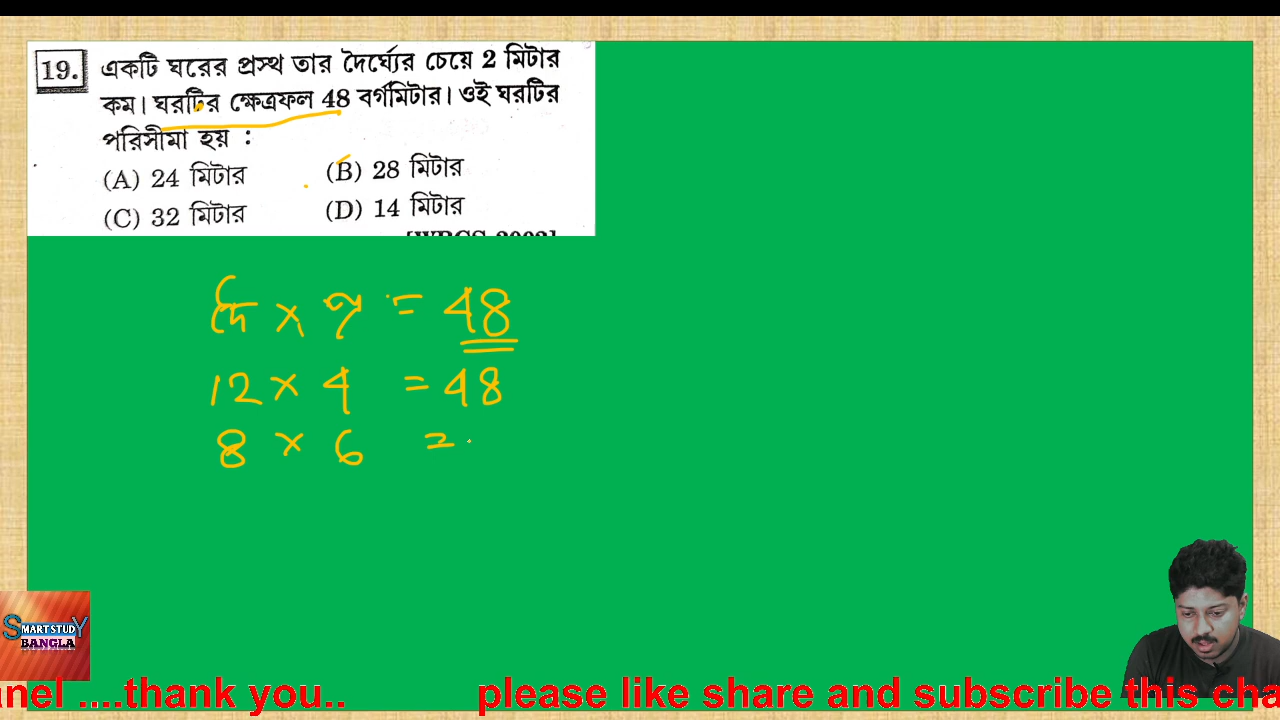 19. একটি ঘরের প্রস্থ তার দৈর্ঘ্যের চেয়ে 2 মিটার
কম। ঘরটির ক্ষেত্রফল 48 বর্গমিটার। ওই ঘরটির
পরিসীমা হয় :
(A) 24 মিটার (B) 28 মিটার
(C) 32 মিটার (D) 14 মিটার
দৈ × প্র = 48
12 × 4 = 48
8 × 6 =
SMART STUDY
BANGLA
anel ....thank you.. please like share and subscribe this cha